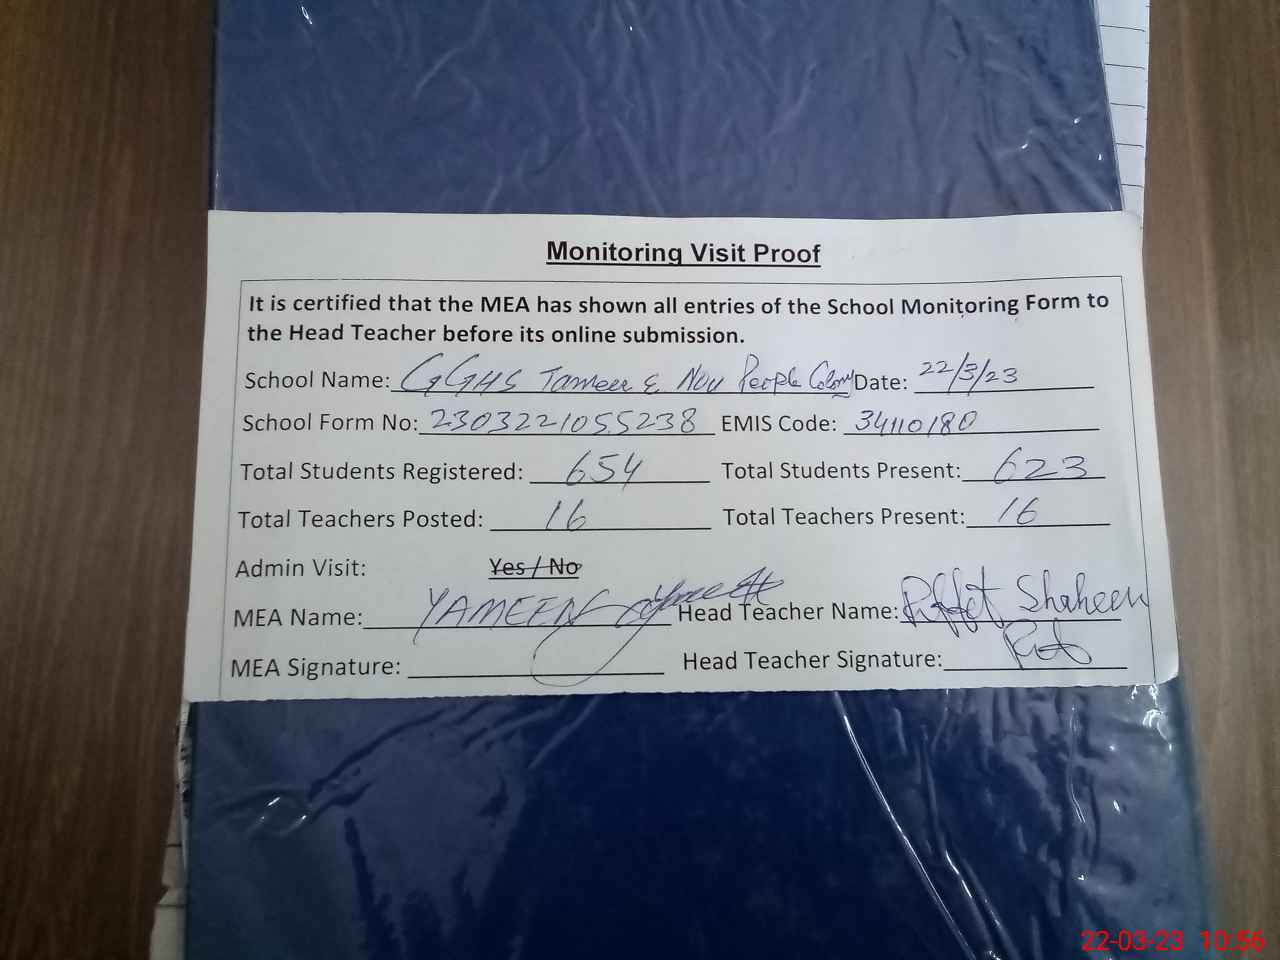 Monitoring Visit Proof
It is certified that the MEA has shown all entries of the School Monitoring Form to
the Head Teacher before its online submission.
School Name: GGHS Tameer E Nou People Colony Date: 22/3/23
School Form No: 2303221055238 EMIS Code: 34110180
Total Students Registered: 654 Total Students Present: 623
Total Teachers Posted: 16 Total Teachers Present: 16
Admin Visit: Yes / No
MEA Name: YAMEEN Head Teacher Name: Riffet Shaheen
MEA Signature: Head Teacher Signature:
22-03-23 10:56